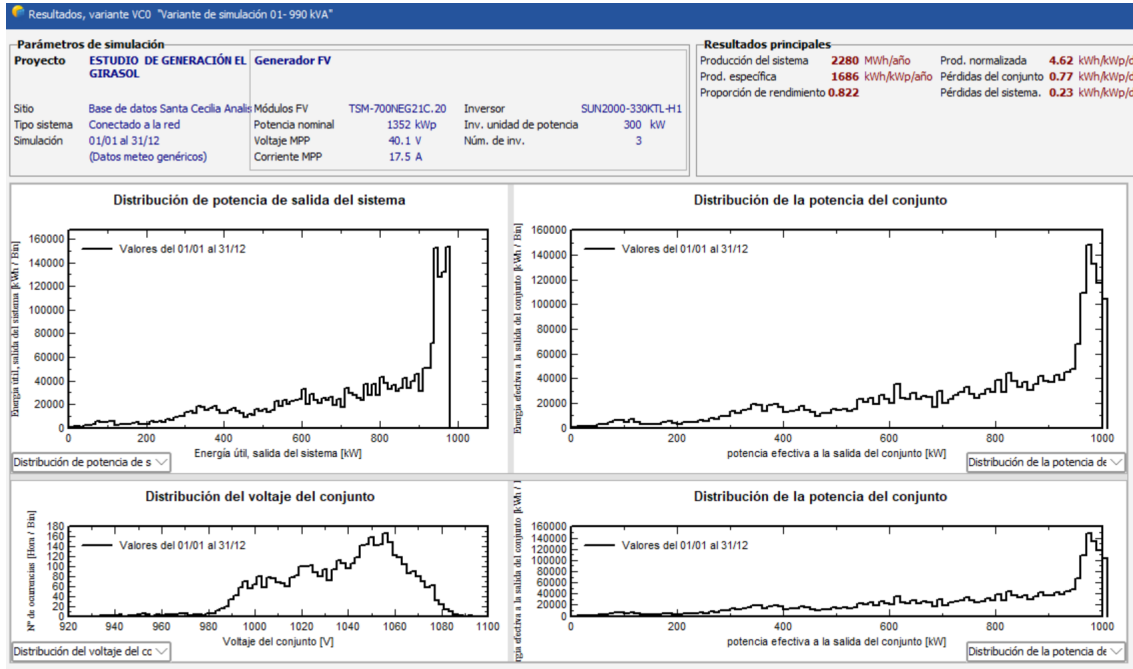 Resultados, variante VC0 "Variante de simulación 01- 990 kVA"
Parámetros de simulación
Proyecto ESTUDIO DE GENERACIÓN EL GIRASOL
Sitio Base de datos Santa Cecilia Analis
Tipo sistema Conectado a la red
Simulación 01/01 al 31/12
(Datos meteo genéricos)
Generador FV
Módulos FV TSM-700NEG21C.20 Inversor SUN2000-330KTL-H1
Potencia nominal 1352 kWp Inv. unidad de potencia 300 kW
Voltaje MPP 40.1 V Núm. de inv. 3
Corriente MPP 17.5 A
Resultados principales
Producción del sistema 2280 MWh/año Prod. normalizada 4.62 kWh/kWp/d
Prod. específica 1686 kWh/kWp/año Pérdidas del conjunto 0.77 kWh/kWp/d
Proporción de rendimiento 0.822 Pérdidas del sistema. 0.23 kWh/kWp/d
Distribución de potencia de salida del sistema
Energía útil, salida del sistema [kWh / Bin]
160000
140000
120000
100000
80000
60000
40000
20000
0
Valores del 01/01 al 31/12
0 200 400 600 800 1000
Energía útil, salida del sistema [kW]
Distribución de potencia de s
Distribución de la potencia del conjunto
Energía efectiva a la salida del conjunto [kWh / Bin]
160000
140000
120000
100000
80000
60000
40000
20000
0
Valores del 01/01 al 31/12
0 200 400 600 800 1000
potencia efectiva a la salida del conjunto [kW]
Distribución de la potencia de
Distribución del voltaje del conjunto
Nº de ocurrencias [Hora / Bin]
180
160
140
120
100
80
60
40
20
0
Valores del 01/01 al 31/12
920 940 960 980 1000 1020 1040 1060 1080 1100
Voltaje del conjunto [V]
Distribución del voltaje del cc
Distribución de la potencia del conjunto
efectiva a la salida del conjunto [kWh /
160000
140000
120000
100000
80000
60000
40000
20000
0
Valores del 01/01 al 31/12
0 200 400 600 800 1000
potencia efectiva a la salida del conjunto [kW]
Distribución de la potencia de